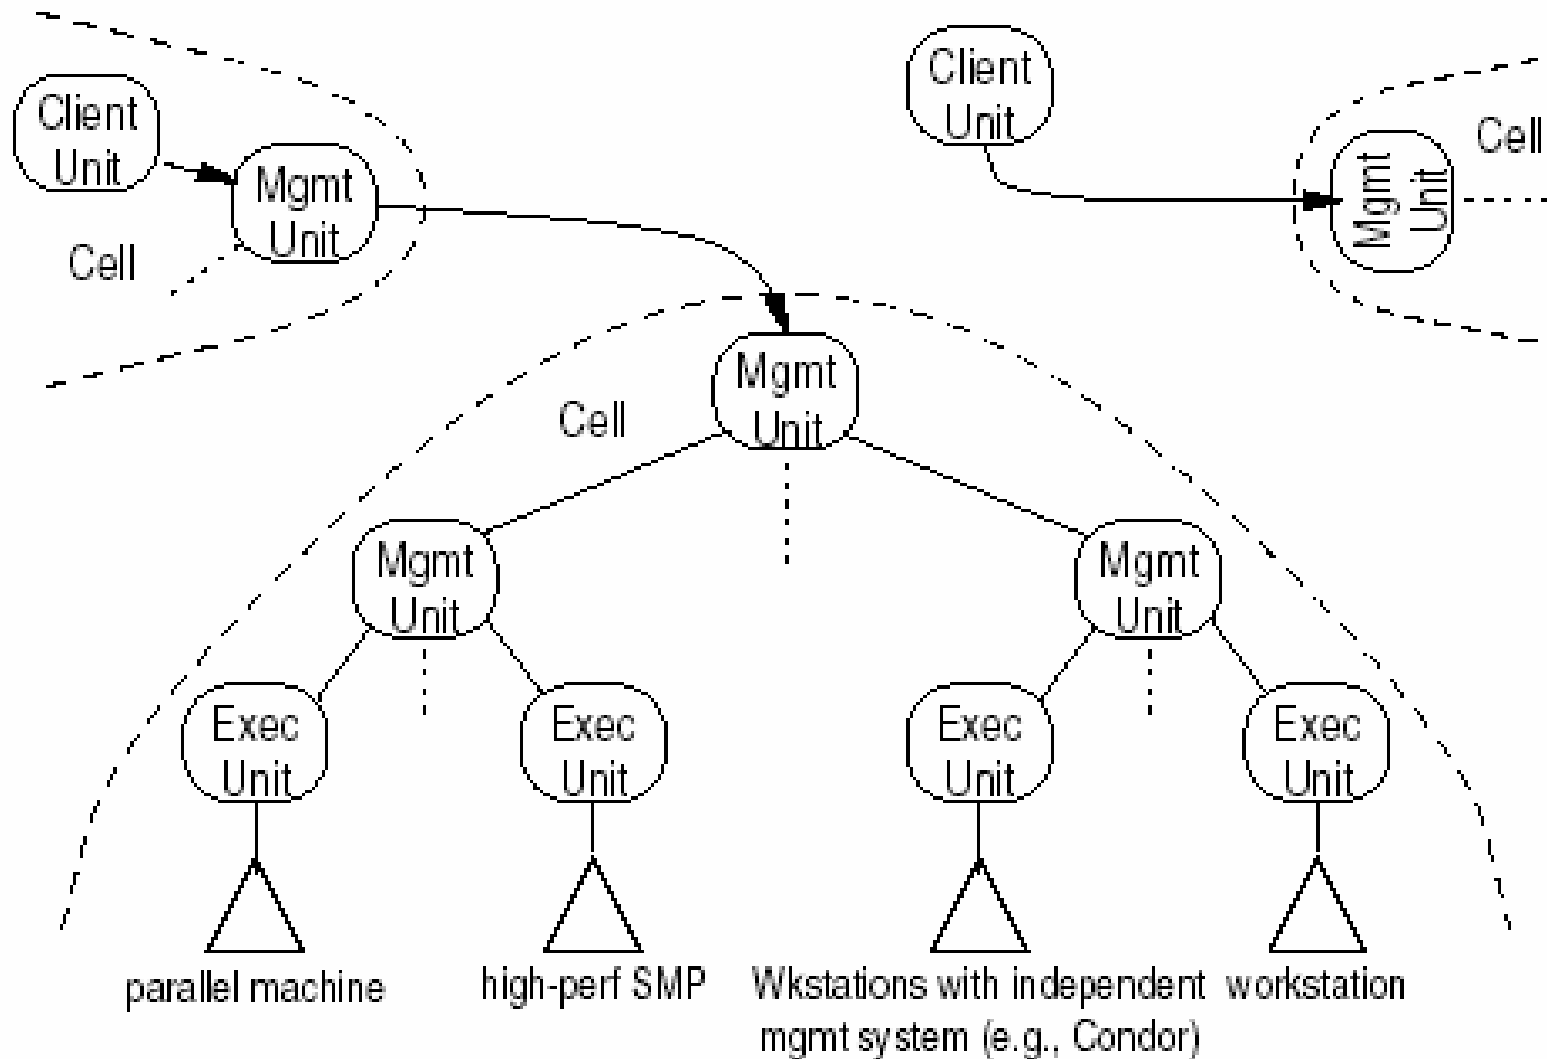 Client
Unit
Mgmt
Unit
Cell
Client
Unit
Mgmt
Unit
Cell
Mgmt
Unit
Cell
Mgmt
Unit
Mgmt
Unit
Exec
Unit
Exec
Unit
Exec
Unit
Exec
Unit
parallel machine
high-perf SMP
Wkstations with independent
mgmt system (e.g., Condor)
workstation